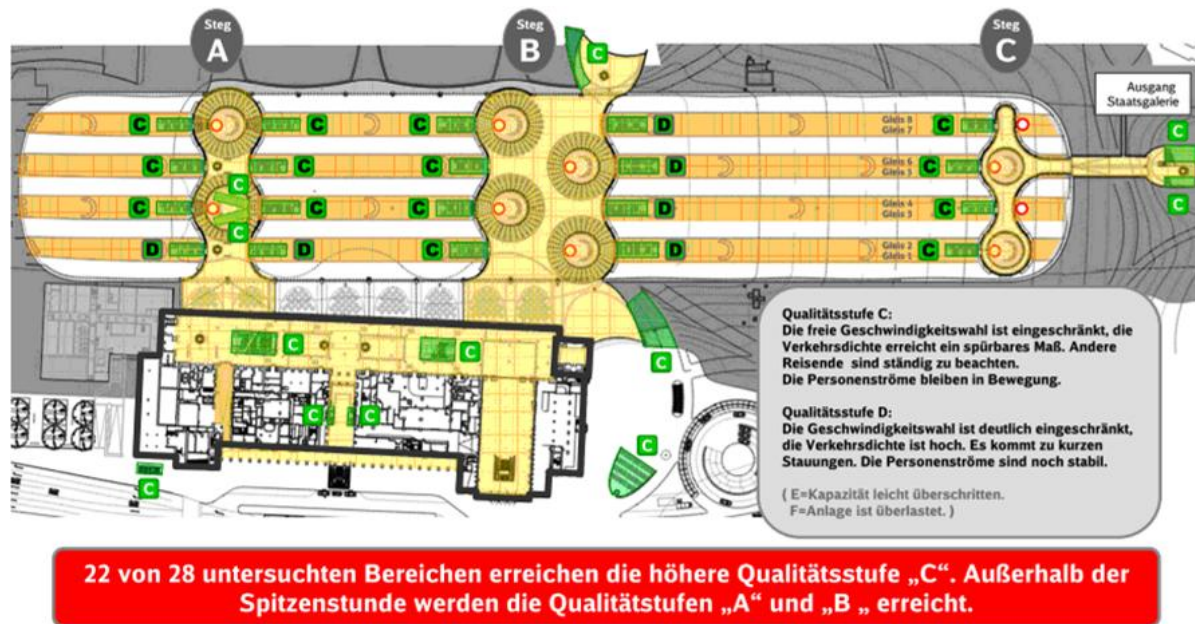 Steg
A
Steg
B
Steg
C
C
Ausgang
Staatsgalerie
C C C D Gleis 8 C
Gleis 7
C
C C C D Gleis 6 C
Gleis 5
C
C C C D Gleis 4 C
Gleis 3
C
C
D D C D Gleis 2 C
Gleis 1
C C
C
C C
C
C
Qualitätsstufe C:
Die freie Geschwindigkeitswahl ist eingeschränkt, die
Verkehrsdichte erreicht ein spürbares Maß. Andere
Reisende sind ständig zu beachten.
Die Personenströme bleiben in Bewegung.
Qualitätsstufe D:
Die Geschwindigkeitswahl ist deutlich eingeschränkt,
die Verkehrsdichte ist hoch. Es kommt zu kurzen
Stauungen. Die Personenströme sind noch stabil.
( E=Kapazität leicht überschritten.
F=Anlage ist überlastet. )
22 von 28 untersuchten Bereichen erreichen die höhere Qualitätsstufe „C“. Außerhalb der
Spitzenstunde werden die Qualitätstufen „A“ und „B „ erreicht.